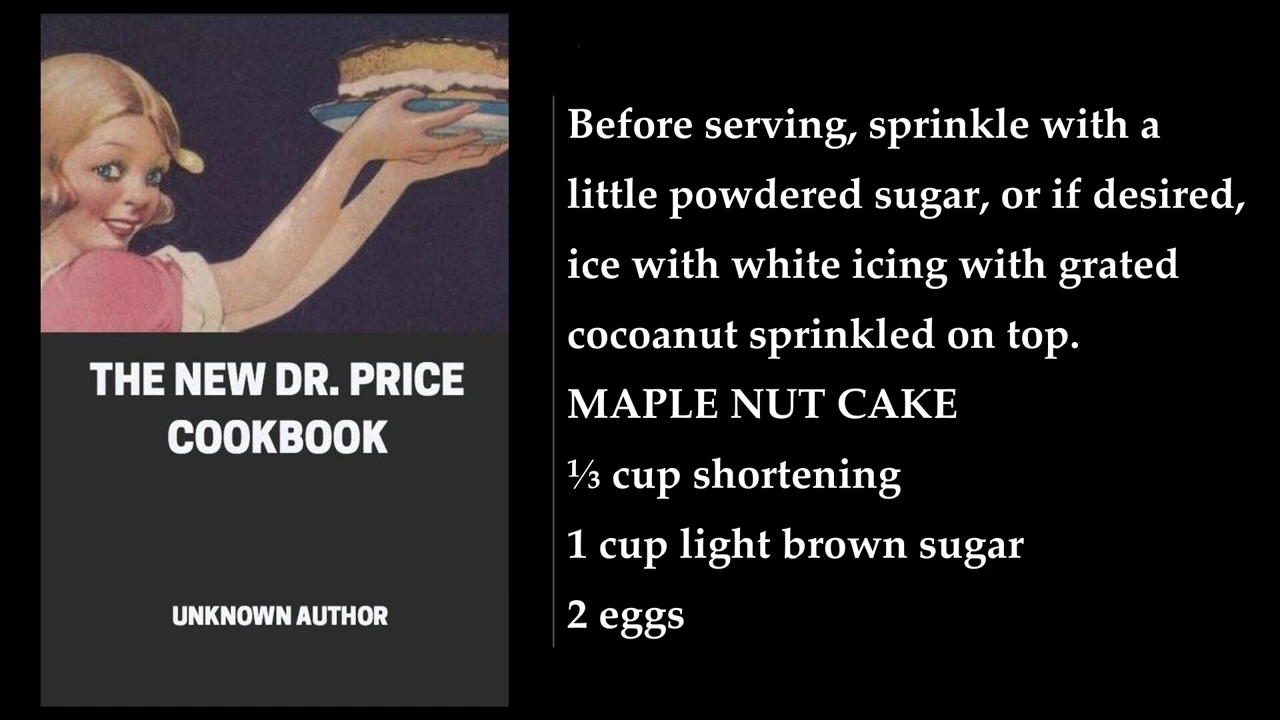 THE NEW DR. PRICE
COOKBOOK
UNKNOWN AUTHOR
Before serving, sprinkle with a
little powdered sugar, or if desired,
ice with white icing with grated
cocoanut sprinkled on top.
MAPLE NUT CAKE
⅓ cup shortening
1 cup light brown sugar
2 eggs